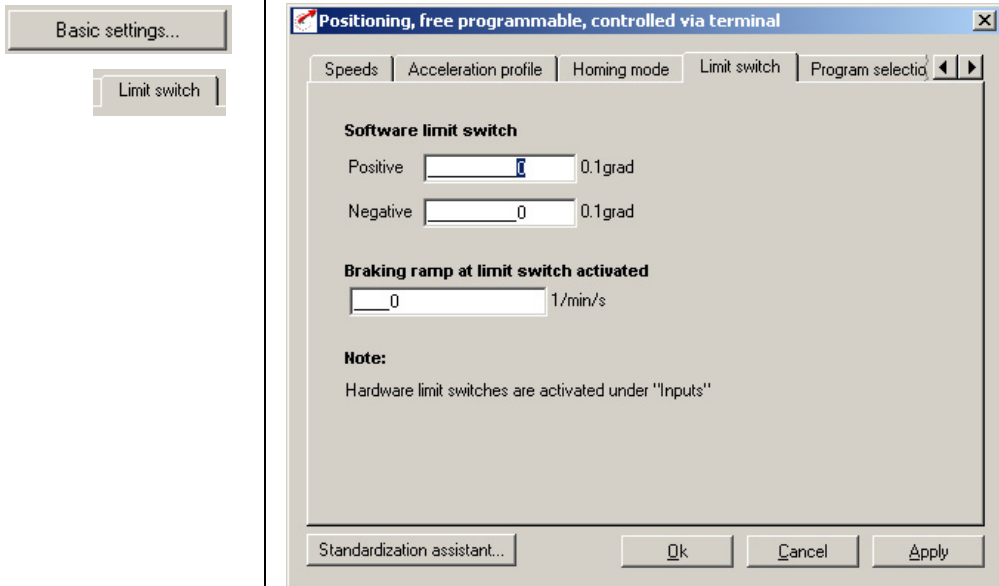 Basic settings...
Limit switch
Positioning, free programmable, controlled via terminal
Speeds Acceleration profile Homing mode Limit switch Program selectio
Software limit switch
Positive 0 0.1grad
Negative 0 0.1grad
Braking ramp at limit switch activated
0 1/min/s
Note:
Hardware limit switches are activated under "Inputs"
Standardization assistant... Ok Cancel Apply